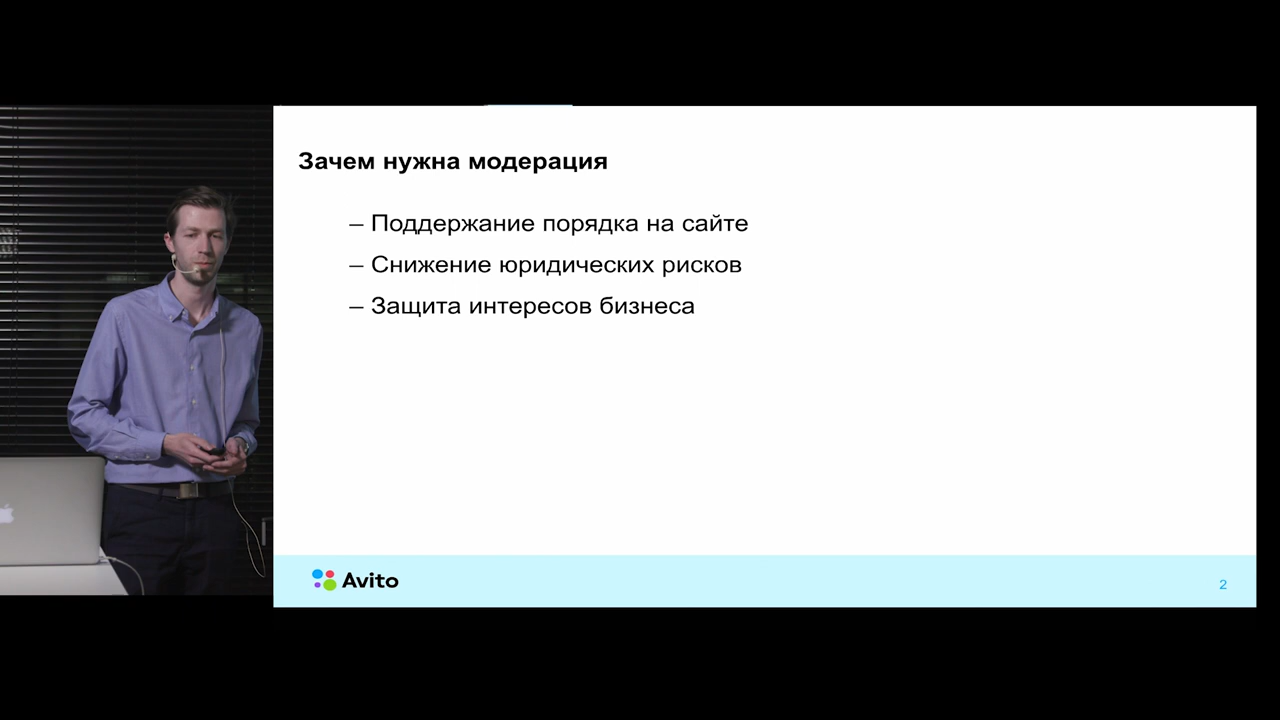 Зачем нужна модерация
– Поддержание порядка на сайте
– Снижение юридических рисков
– Защита интересов бизнеса
Avito
2